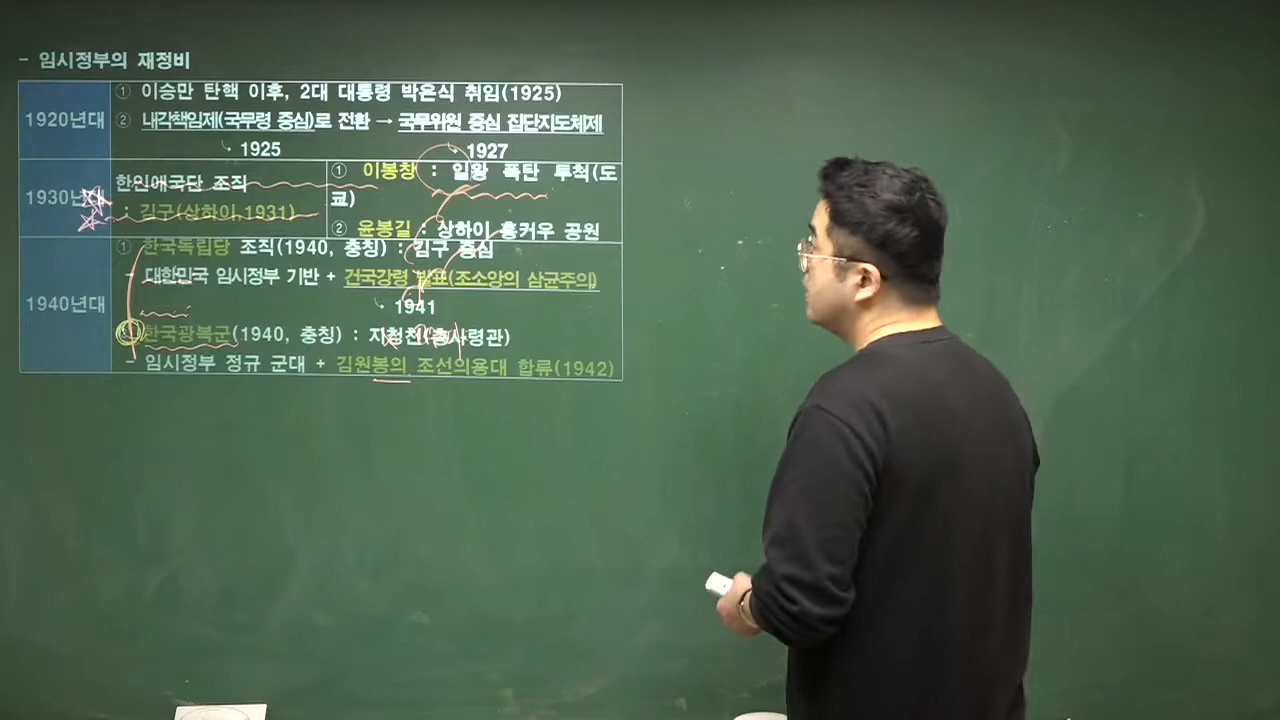 - 임시정부의 재정비
1920년대
① 이승만 탄핵 이후, 2대 대통령 박은식 취임(1925)
② 내각책임제(국무령 중심)로 전환 → 국무위원 중심 집단지도체제
1925
1927
1930년대
한인애국단 조직
: 김구(상하이,1931)
① 이봉창 : 일왕 폭탄 투척(도
쿄)
② 윤봉길 : 상하이 훙커우 공원
1940년대
① 한국독립당 조직(1940, 충칭) : 김구 중심
- 대한민국 임시정부 기반 + 건국강령 발표(조소앙의 삼균주의)
1941
② 한국광복군(1940, 충칭) : 지청천(총사령관)
- 임시정부 정규 군대 + 김원봉의 조선의용대 합류(1942)